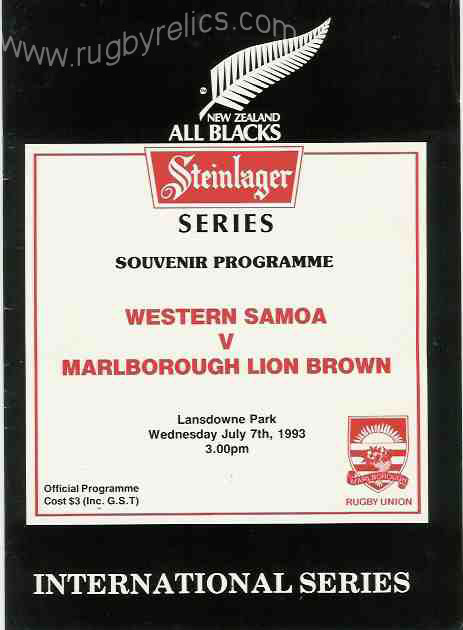 www.rugbyrelics.com
NEW ZEALAND
ALL BLACKS
Steinlager
SERIES
SOUVENIR PROGRAMME
WESTERN SAMOA
V
MARLBOROUGH LION BROWN
Lansdowne Park
Wednesday July 7th, 1993
3.00pm
MARLBOROUGH
RUGBY UNION
Official Programme
Cost $3 (Inc. G.S.T)
INTERNATIONAL SERIES